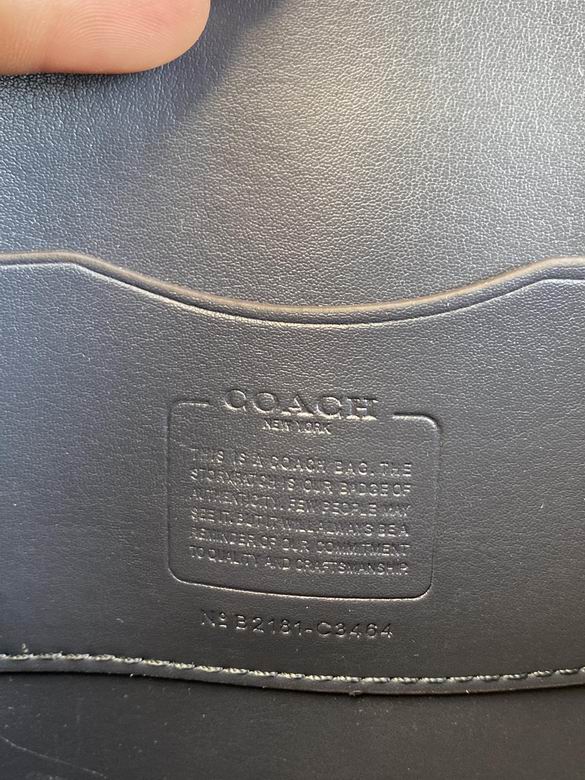 COACH
NEW YORK
THIS IS A COACH BAG. THE
STORYPATCH IS OUR BADGE OF
AUTHENTICITY. FEW PEOPLE MAY
SEE IT, BUT IT WILL ALWAYS BE A
REMINDER OF OUR COMMITMENT
TO QUALITY AND CRAFTSMANSHIP.
Nº B2181-C3464